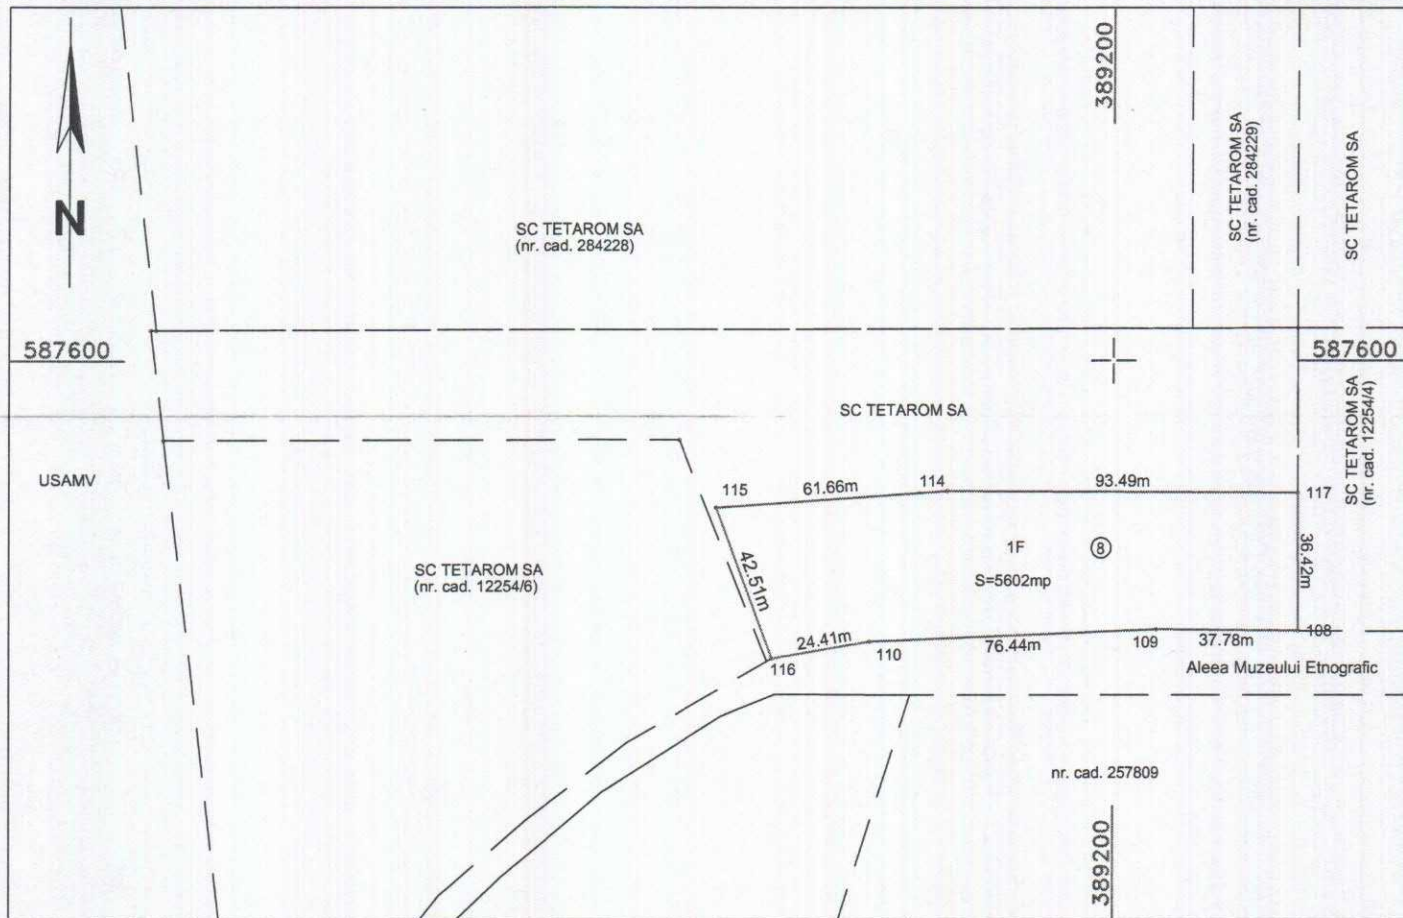 389200
SC TETAROM SA
(nr. cad. 284229)
SC TETAROM SA
N
SC TETAROM SA
(nr. cad. 284228)
587600
587600
SC TETAROM SA
(nr. cad. 12254/4)
SC TETAROM SA
USAMV
115
61.66m
114
93.49m
117
1F
8
36.42m
SC TETAROM SA
(nr. cad. 12254/6)
42.51m
S=5602mp
108
24.41m
110
76.44m
109
37.78m
116
Aleea Muzeului Etnografic
nr. cad. 257809
389200